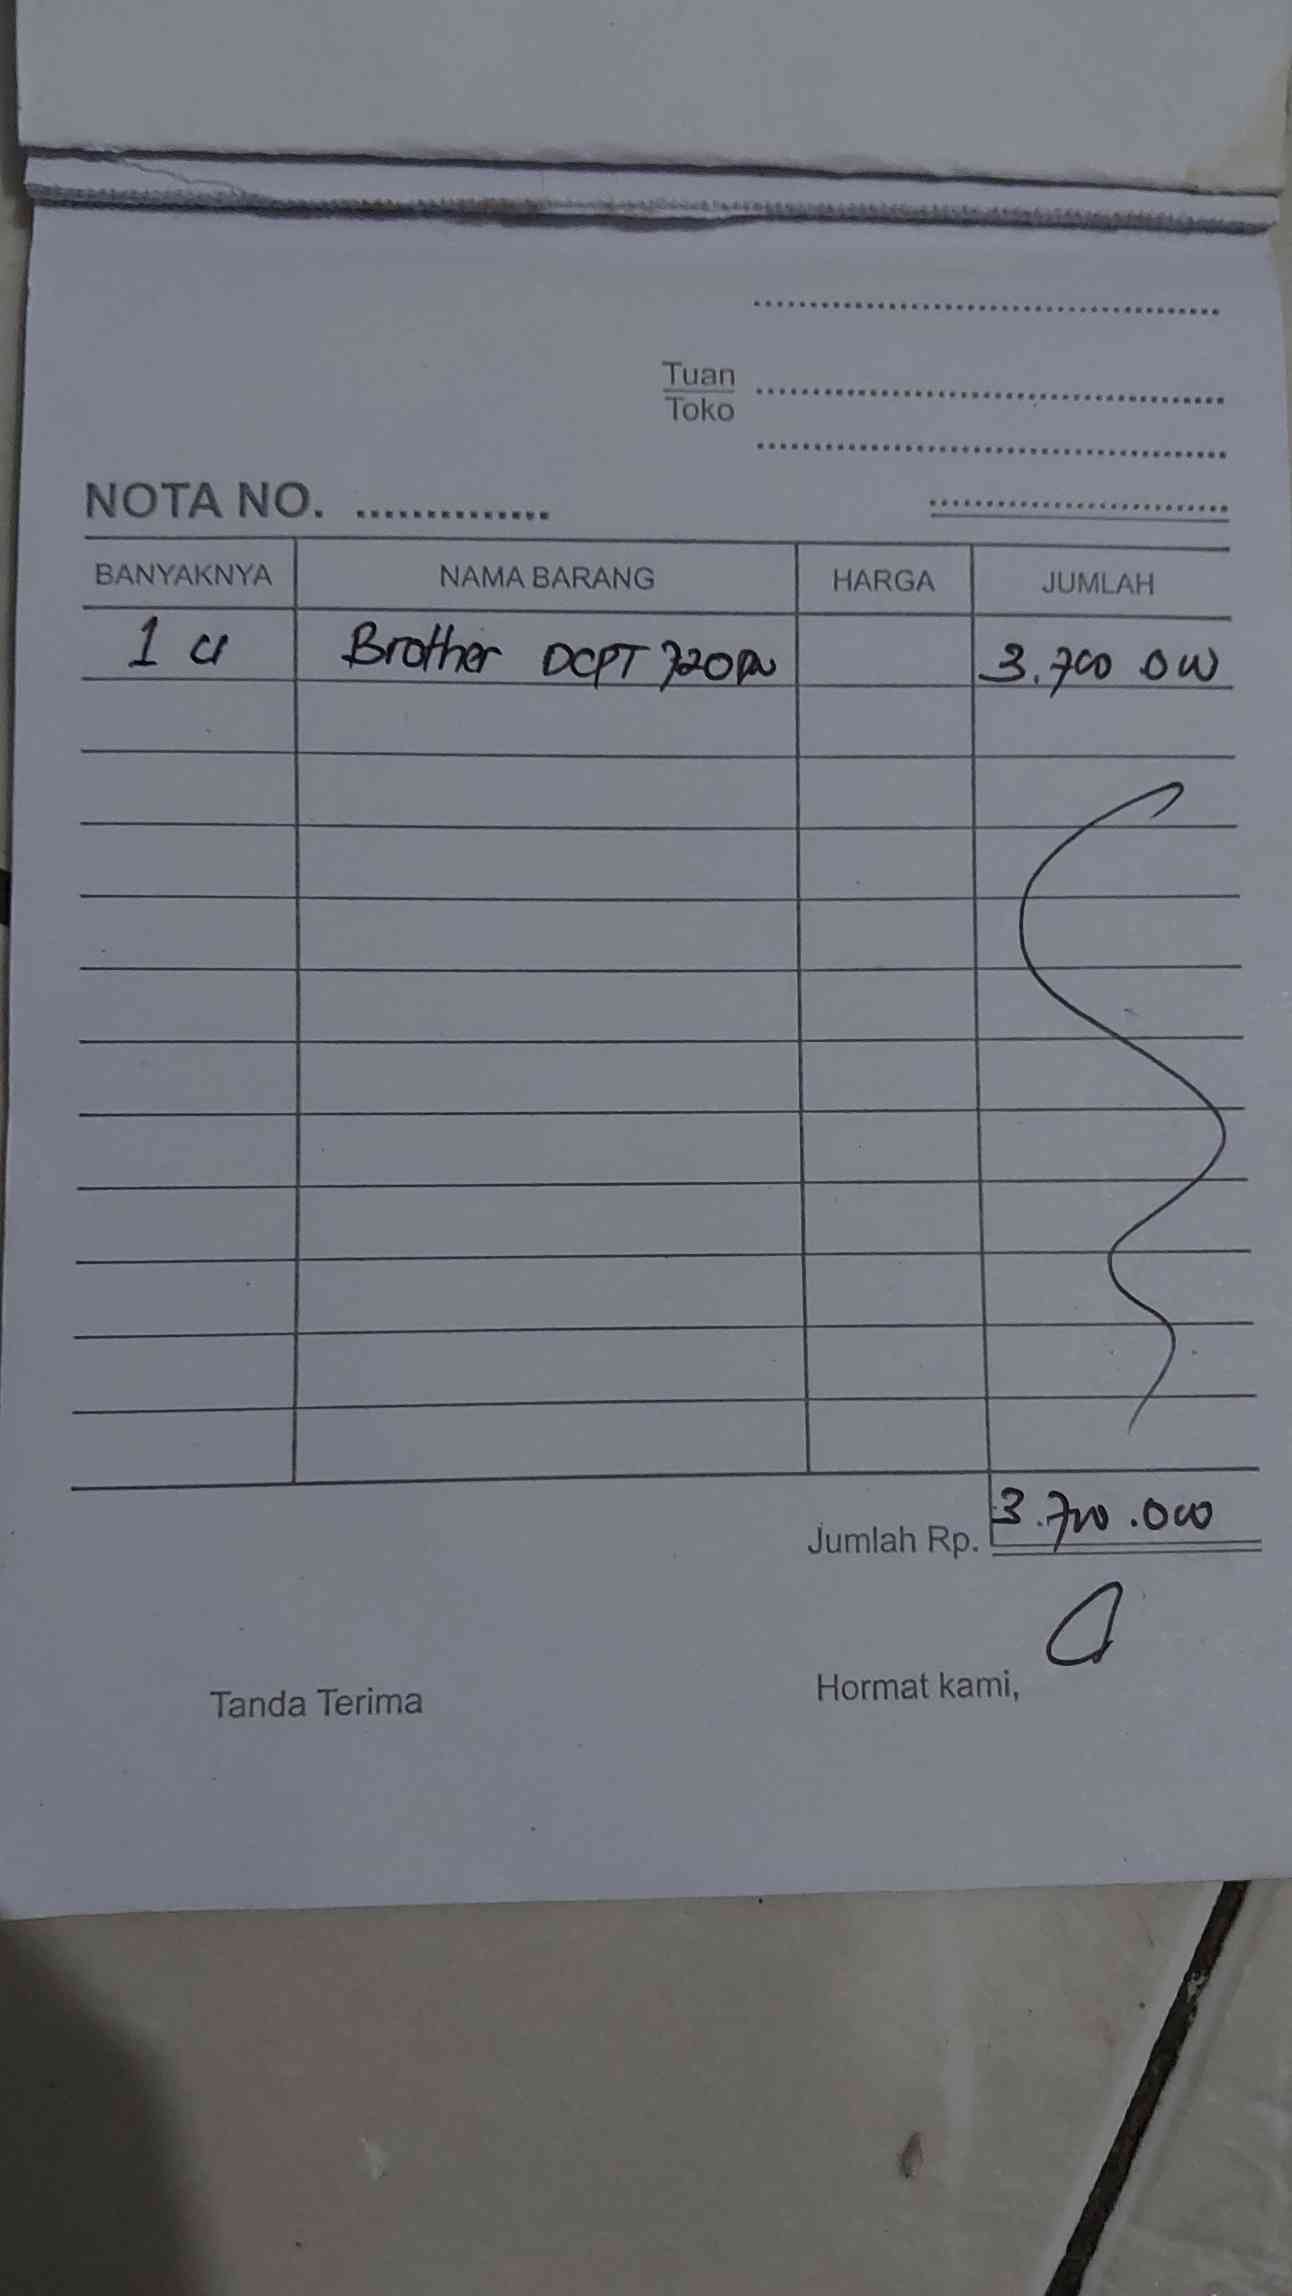 Tuan
Toko
NOTA NO. ..............
BANYAKNYA NAMA BARANG HARGA JUMLAH
1 Brother DCPT 720DW 3.700 000
Jumlah Rp. 3.700.000
Tanda Terima Hormat kami,